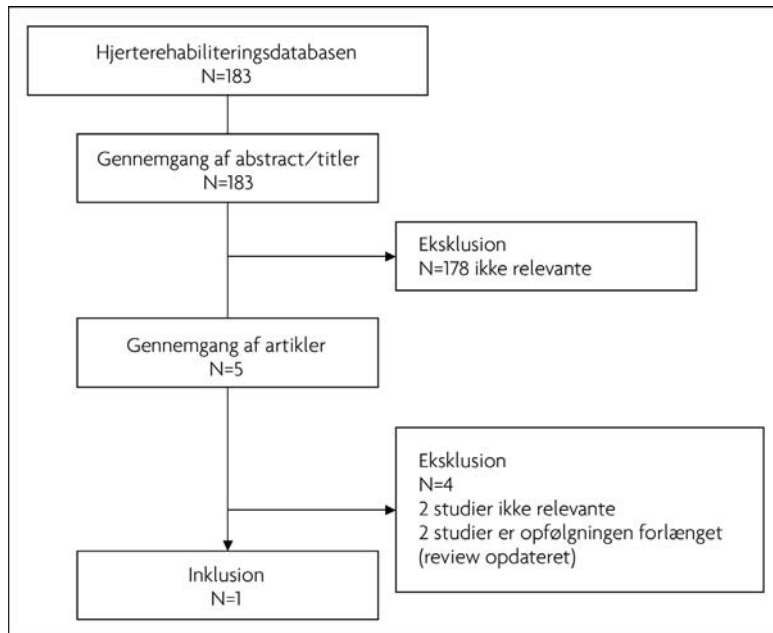 Hjerterehabiliteringsdatabasen
N=183
Gennemgang af abstract/titler
N=183
Eksklusion
N=178 ikke relevante
Gennemgang af artikler
N=5
Eksklusion
N=4
2 studier ikke relevante
2 studier er opfølgningen forlænget
(review opdateret)
Inklusion
N=1